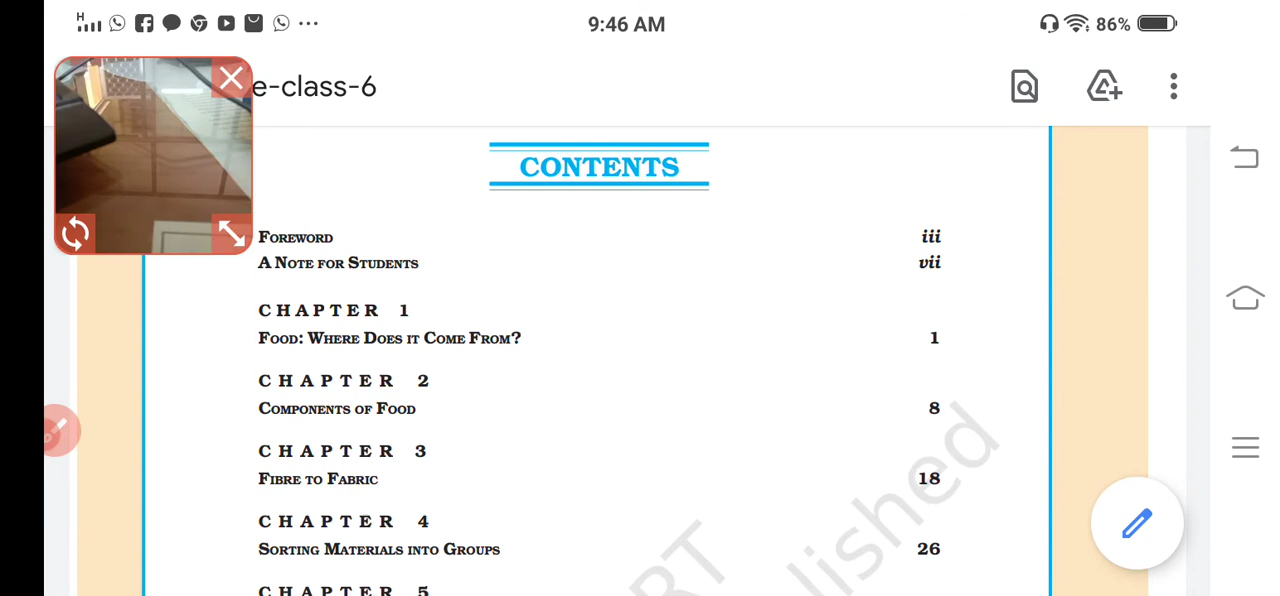 H
9:46 AM
86%
e-class-6
CONTENTS
FOREWORD iii
A NOTE FOR STUDENTS vii
CHAPTER 1
FOOD: WHERE DOES IT COME FROM? 1
CHAPTER 2
COMPONENTS OF FOOD 8
CHAPTER 3
FIBRE TO FABRIC 18
CHAPTER 4
SORTING MATERIALS INTO GROUPS 26
CHAPTER 5